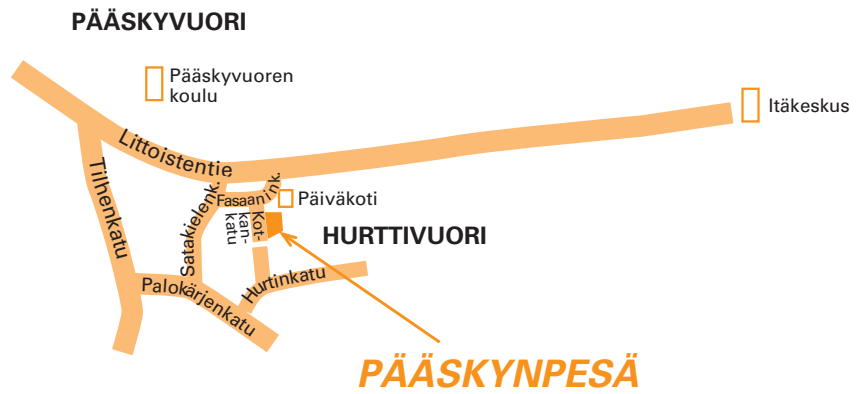 PÄÄSKYVUORI
Pääskyvuoren
koulu
Itäkeskus
Littoistentie
Tilhenkatu
Satakielenk.
Fasaanink.
Päiväkoti
Kot-
kan-
katu
HURTTIVUORI
Hurtinkatu
Palokärjenkatu
PÄÄSKYNPESÄ